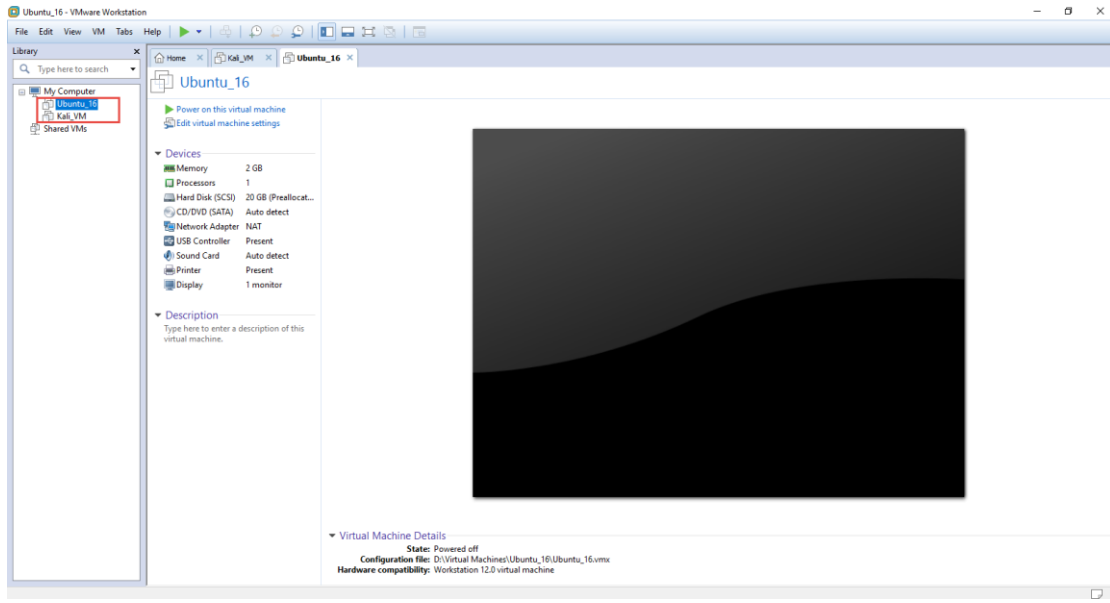 Ubuntu_16 - VMware Workstation
File Edit View VM Tabs Help
Library
Type here to search
My Computer
Ubuntu_16
Kali_VM
Shared VMs
Home Kali_VM Ubuntu_16
Ubuntu_16
Power on this virtual machine
Edit virtual machine settings
Devices
Memory 2 GB
Processors 1
Hard Disk (SCSI) 20 GB (Preallocat...
CD/DVD (SATA) Auto detect
Network Adapter NAT
USB Controller Present
Sound Card Auto detect
Printer Present
Display 1 monitor
Description
Type here to enter a description of this
virtual machine.
Virtual Machine Details
State: Powered off
Configuration file: D:\Virtual Machines\Ubuntu_16\Ubuntu_16.vmx
Hardware compatibility: Workstation 12.0 virtual machine